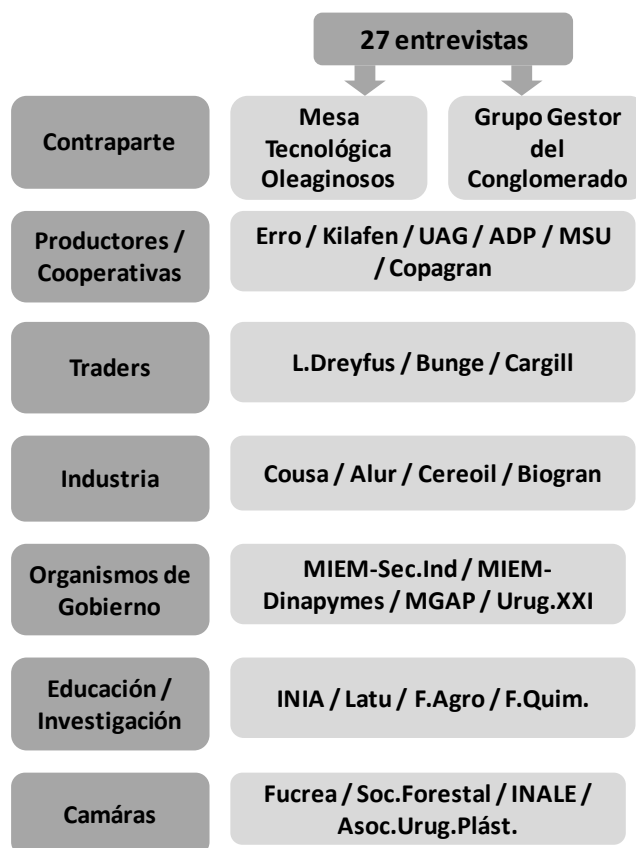 27 entrevistas
Contraparte
Mesa
Tecnológica
Oleaginosos
Grupo Gestor
del
Conglomerado
Productores /
Cooperativas
Erro / Kilafen / UAG / ADP / MSU
/ Copagran
Traders
L.Dreyfus / Bunge / Cargill
Industria
Cousa / Alur / Cereoil / Biogran
Organismos de
Gobierno
MIEM-Sec.Ind / MIEM-
Dinapymes / MGAP / Urug.XXI
Educación /
Investigación
INIA / Latu / F.Agro / F.Quim.
Camáras
Fucrea / Soc.Forestal / INALE /
Asoc.Urug.Plást.